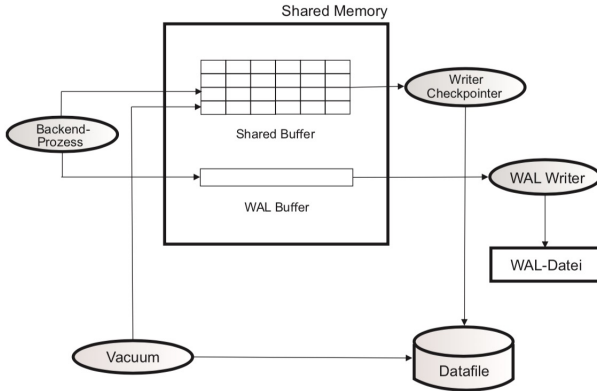 Shared Memory
Writer
Checkpointer
Backend-
Prozess
Shared Buffer
WAL Writer
WAL Buffer
WAL-Datei
Vacuum
Datafile